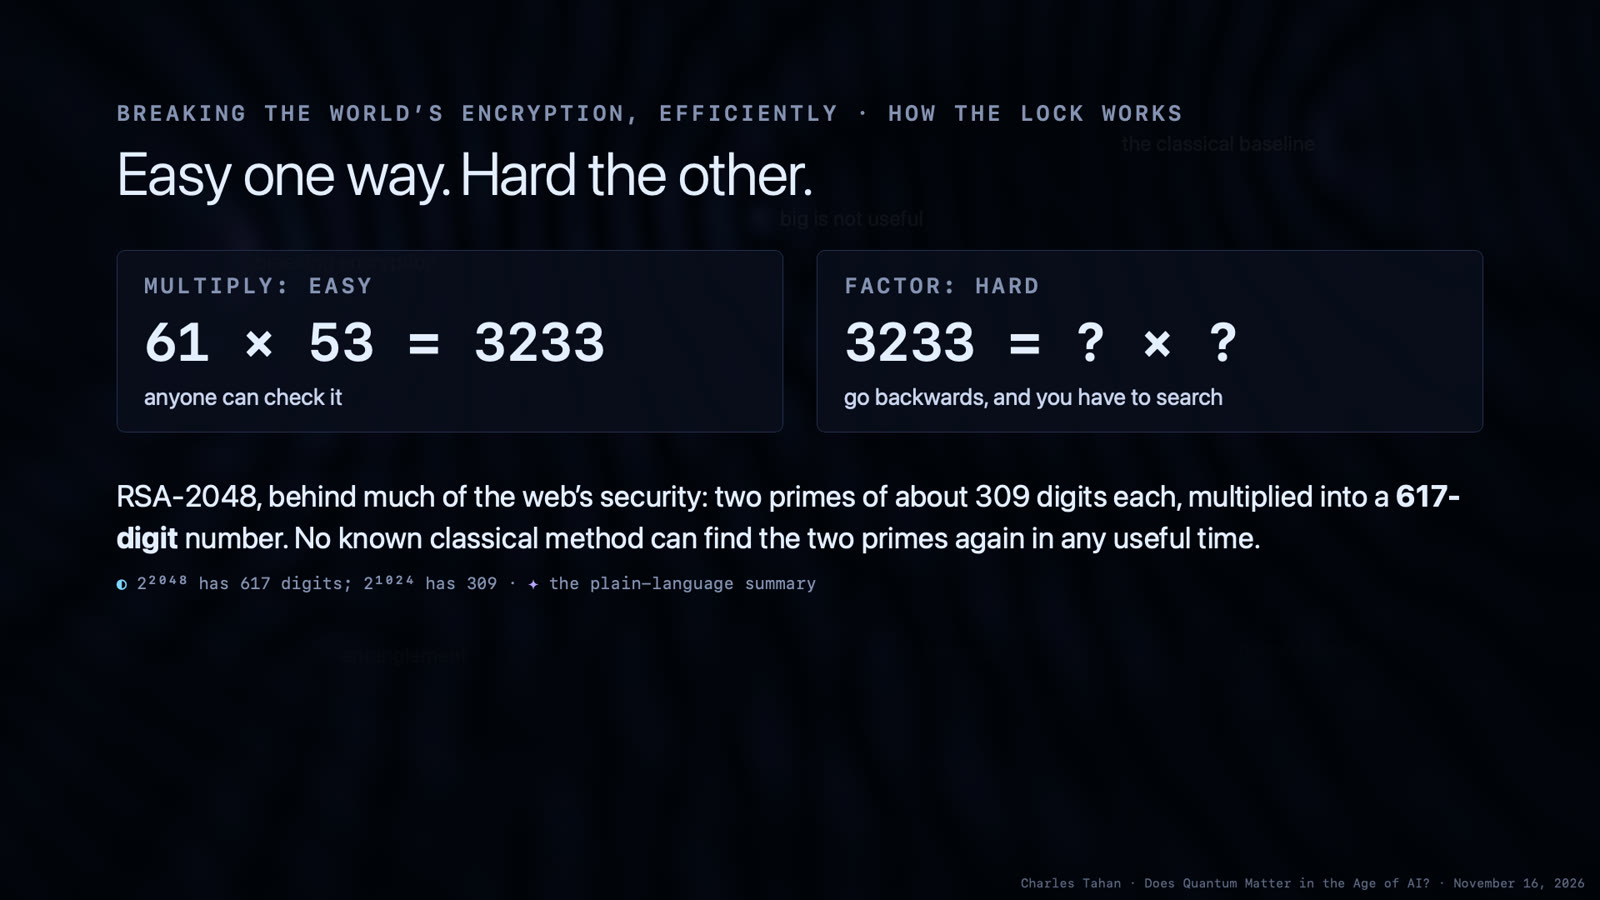 BREAKING THE WORLD’S ENCRYPTION, EFFICIENTLY · HOW THE LOCK WORKS
the classical baseline
Easy one way. Hard the other.
big is not useful
MULTIPLY: EASY
61 × 53 = 3233
anyone can check it
FACTOR: HARD
3233 = ? × ?
go backwards, and you have to search
RSA-2048, behind much of the web’s security: two primes of about 309 digits each, multiplied into a 617-
digit number. No known classical method can find the two primes again in any useful time.
◐ 2²⁰⁴⁸ has 617 digits; 2¹⁰²⁴ has 309 · ✦ the plain-language summary
entanglement
Charles Tahan · Does Quantum Matter in the Age of AI? · November 16, 2026